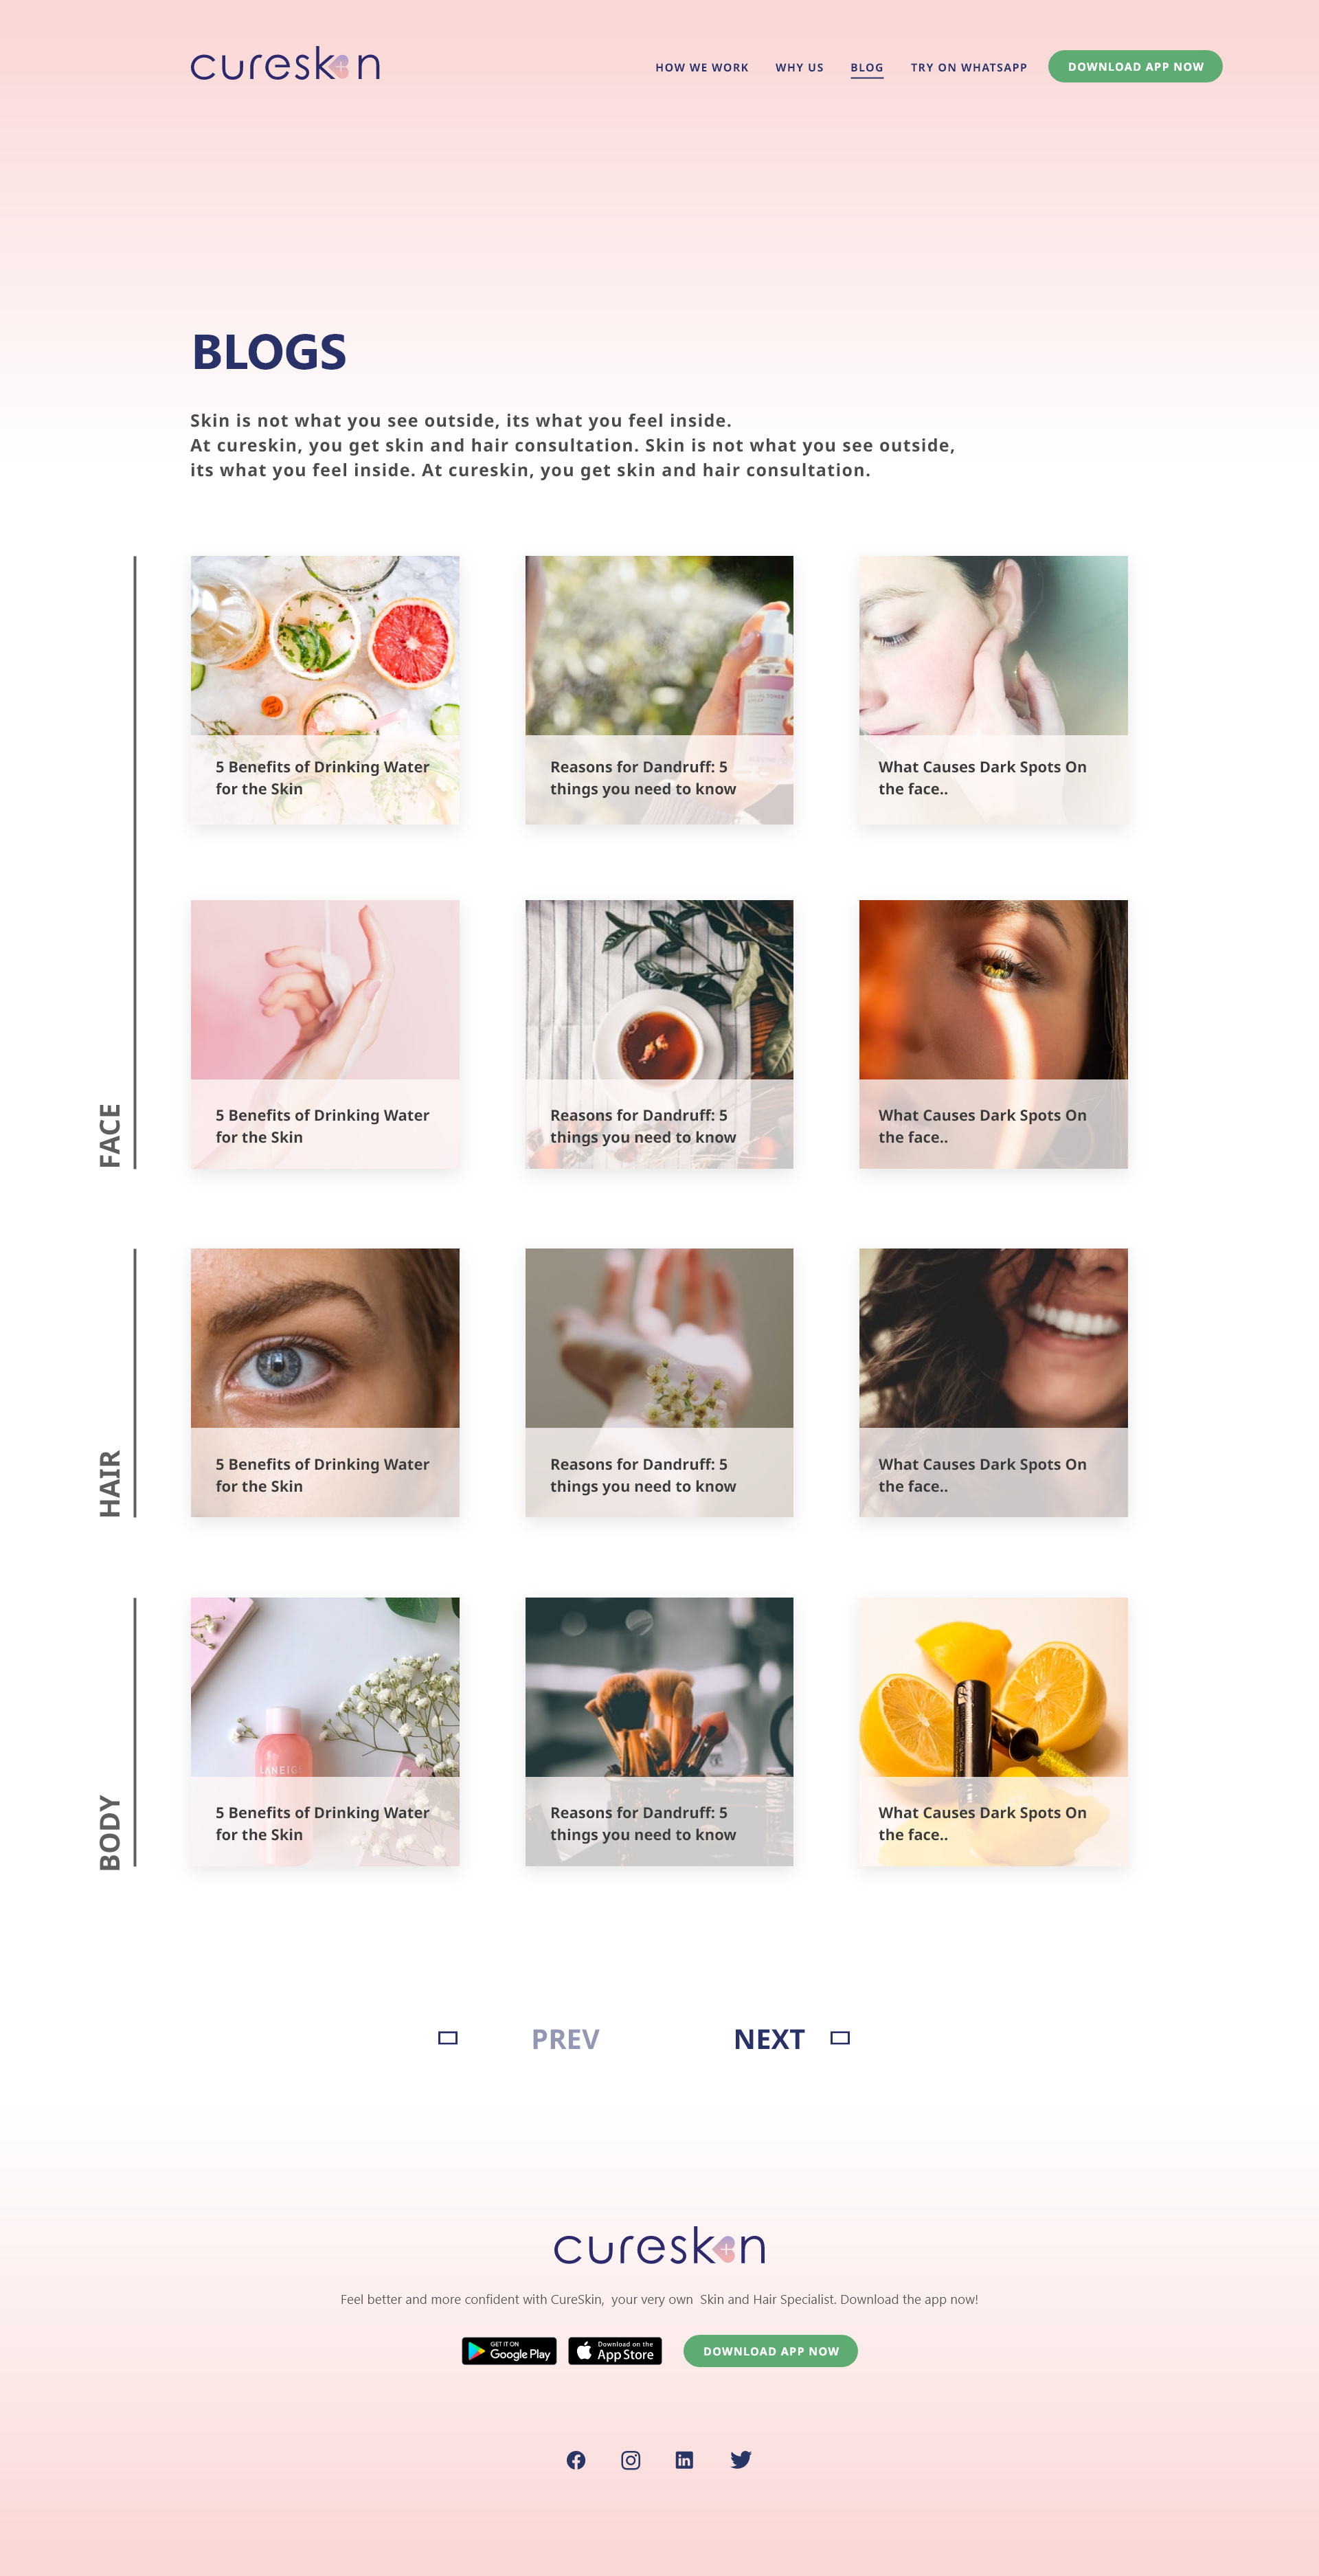 cureskin
HOW WE WORK
WHY US
BLOG
TRY ON WHATSAPP
DOWNLOAD APP NOW
BLOGS
Skin is not what you see outside, its what you feel inside.
At cureskin, you get skin and hair consultation. Skin is not what you see outside,
its what you feel inside. At cureskin, you get skin and hair consultation.
FACE
FACIAL TONER
5 Benefits of Drinking Water
for the Skin
Reasons for Dandruff: 5
things you need to know
What Causes Dark Spots On
the face..
5 Benefits of Drinking Water
for the Skin
Reasons for Dandruff: 5
things you need to know
What Causes Dark Spots On
the face..
HAIR
5 Benefits of Drinking Water
for the Skin
Reasons for Dandruff: 5
things you need to know
What Causes Dark Spots On
the face..
BODY
LANEIGE
5 Benefits of Drinking Water
for the Skin
Reasons for Dandruff: 5
things you need to know
What Causes Dark Spots On
the face..
PREV
NEXT
cureskin
Feel better and more confident with CureSkin,  your very own  Skin and Hair Specialist. Download the app now!
GET IT ON
Google Play
Download on the
App Store
DOWNLOAD APP NOW